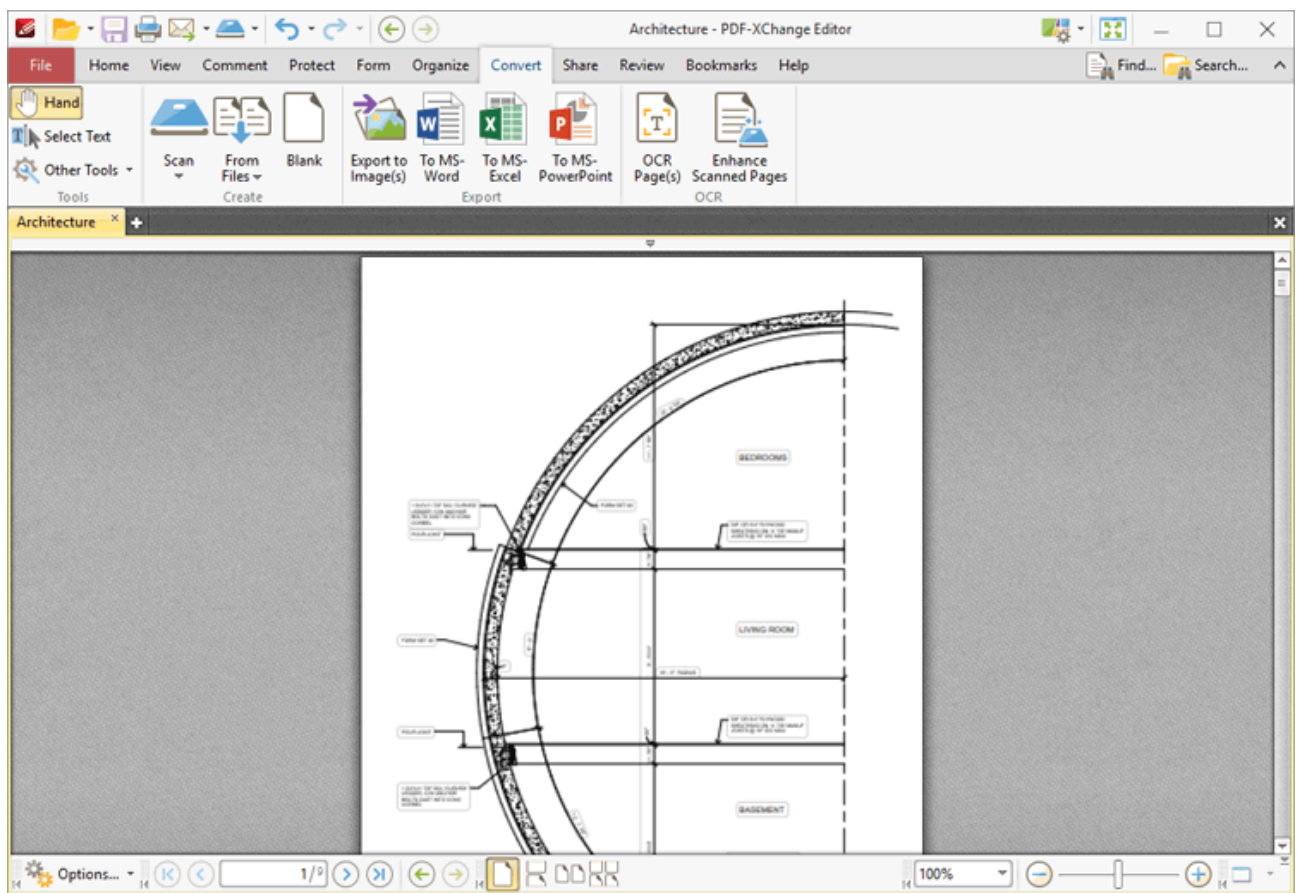 Architecture - PDF-XChange Editor
File Home View Comment Protect Form Organize Convert Share Review Bookmarks Help Find... Search...
Hand
Select Text
Other Tools
Tools
Scan
From Files
Blank
Create
Export to Image(s)
To MS-Word
To MS-Excel
To MS-PowerPoint
Export
OCR Page(s)
Enhance Scanned Pages
OCR
Architecture
BEDROOMS
LIVING ROOM
BASEMENT
Options... 1/9 100%